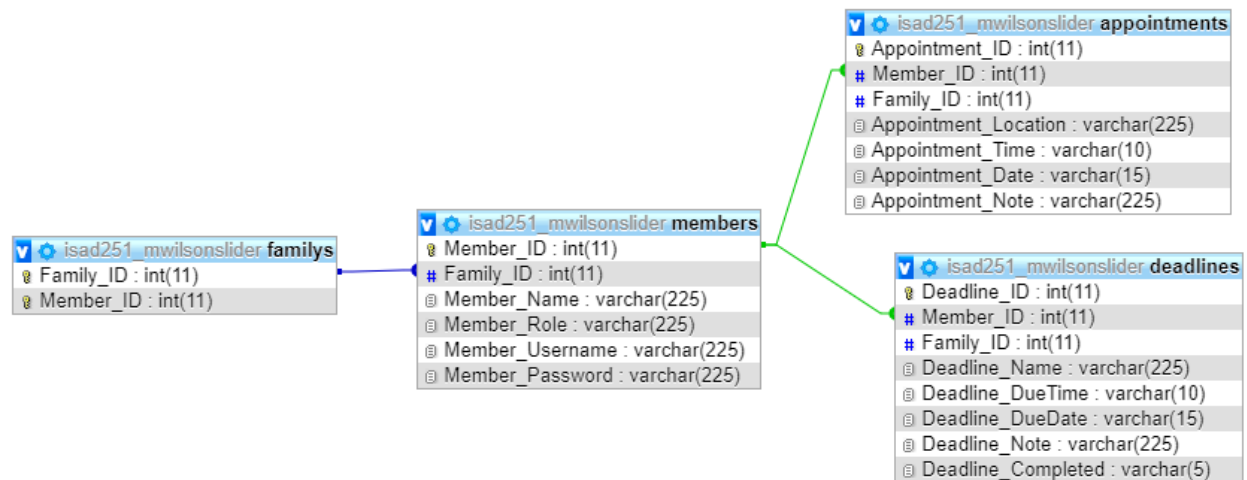 isad251_mwilsonslider familys
Family_ID : int(11)
Member_ID : int(11)
isad251_mwilsonslider members
Member_ID : int(11)
Family_ID : int(11)
Member_Name : varchar(225)
Member_Role : varchar(225)
Member_Username : varchar(225)
Member_Password : varchar(225)
isad251_mwilsonslider appointments
Appointment_ID : int(11)
Member_ID : int(11)
Family_ID : int(11)
Appointment_Location : varchar(225)
Appointment_Time : varchar(10)
Appointment_Date : varchar(15)
Appointment_Note : varchar(225)
isad251_mwilsonslider deadlines
Deadline_ID : int(11)
Member_ID : int(11)
Family_ID : int(11)
Deadline_Name : varchar(225)
Deadline_DueTime : varchar(10)
Deadline_DueDate : varchar(15)
Deadline_Note : varchar(225)
Deadline_Completed : varchar(5)